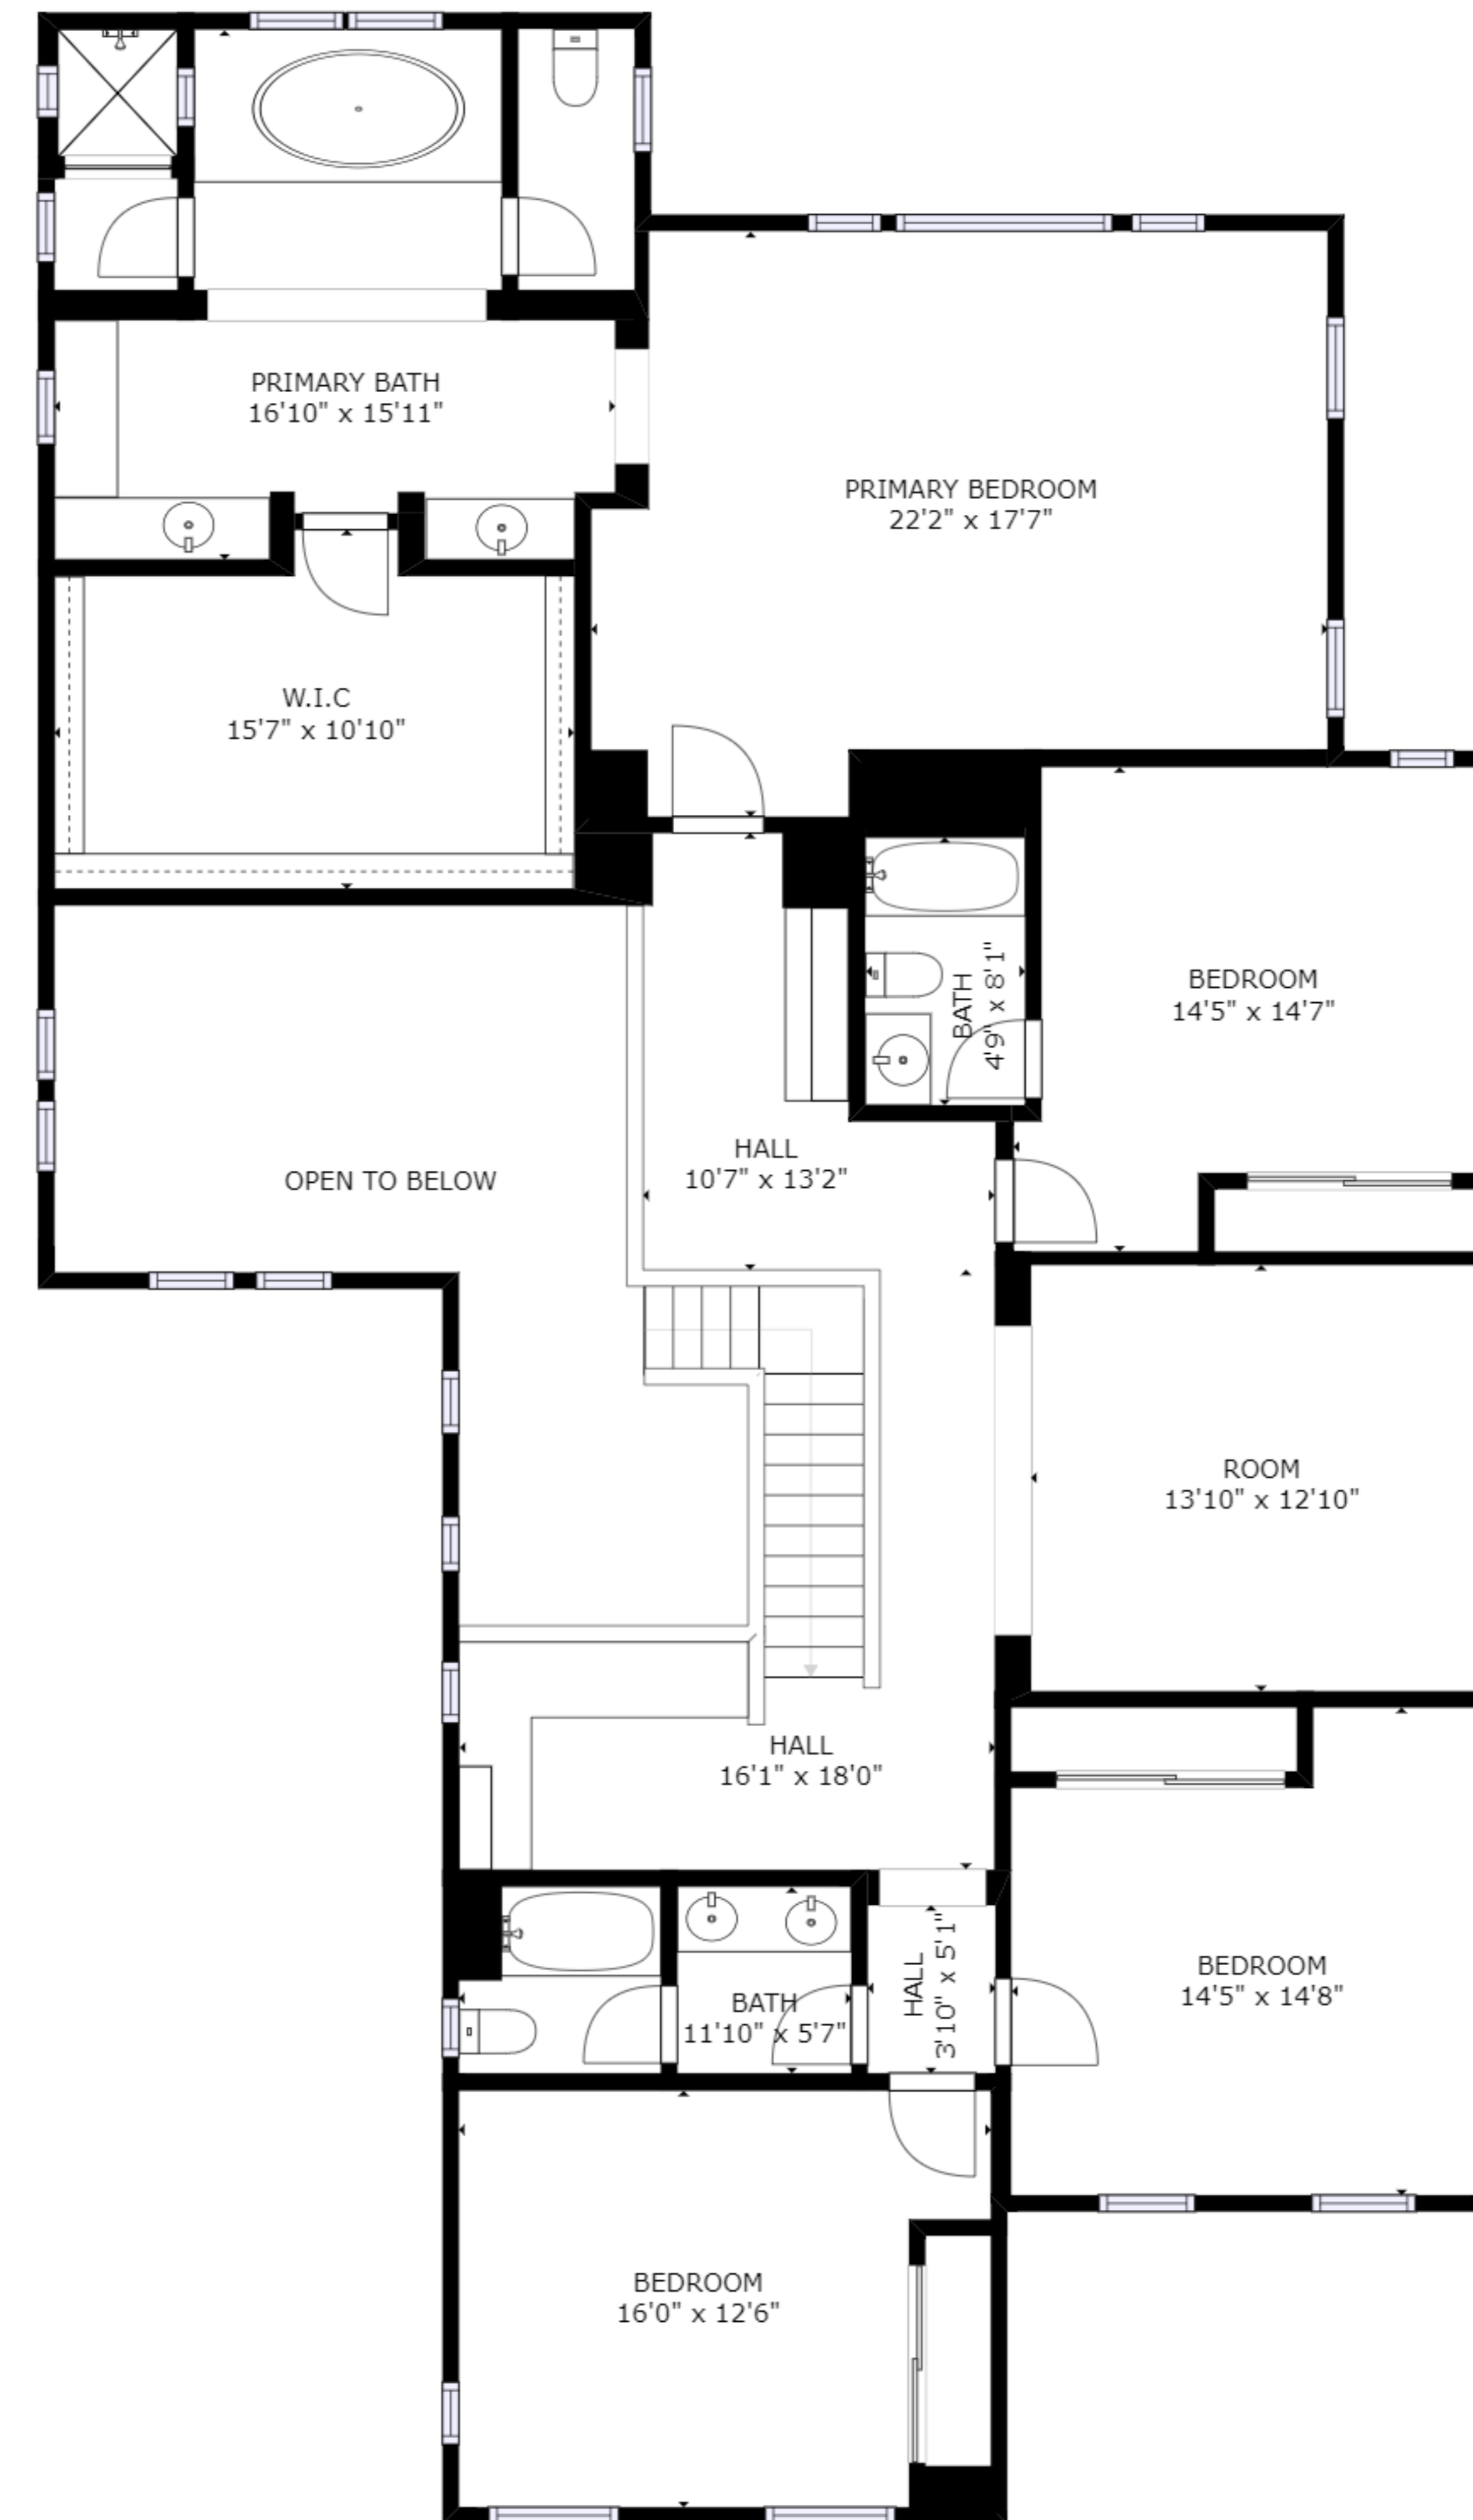 PRIMARY BATH
16'10" x 15'11"
PRIMARY BEDROOM
22'2" x 17'7"
W.I.C
15'7" x 10'10"
BATH
4'9" x 8'1"
BEDROOM
14'5" x 14'7"
HALL
10'7" x 13'2"
OPEN TO BELOW
ROOM
13'10" x 12'10"
HALL
16'1" x 18'0"
HALL
3'10" x 5'1"
BEDROOM
14'5" x 14'8"
BATH
11'10" x 5'7"
BEDROOM
16'0" x 12'6"